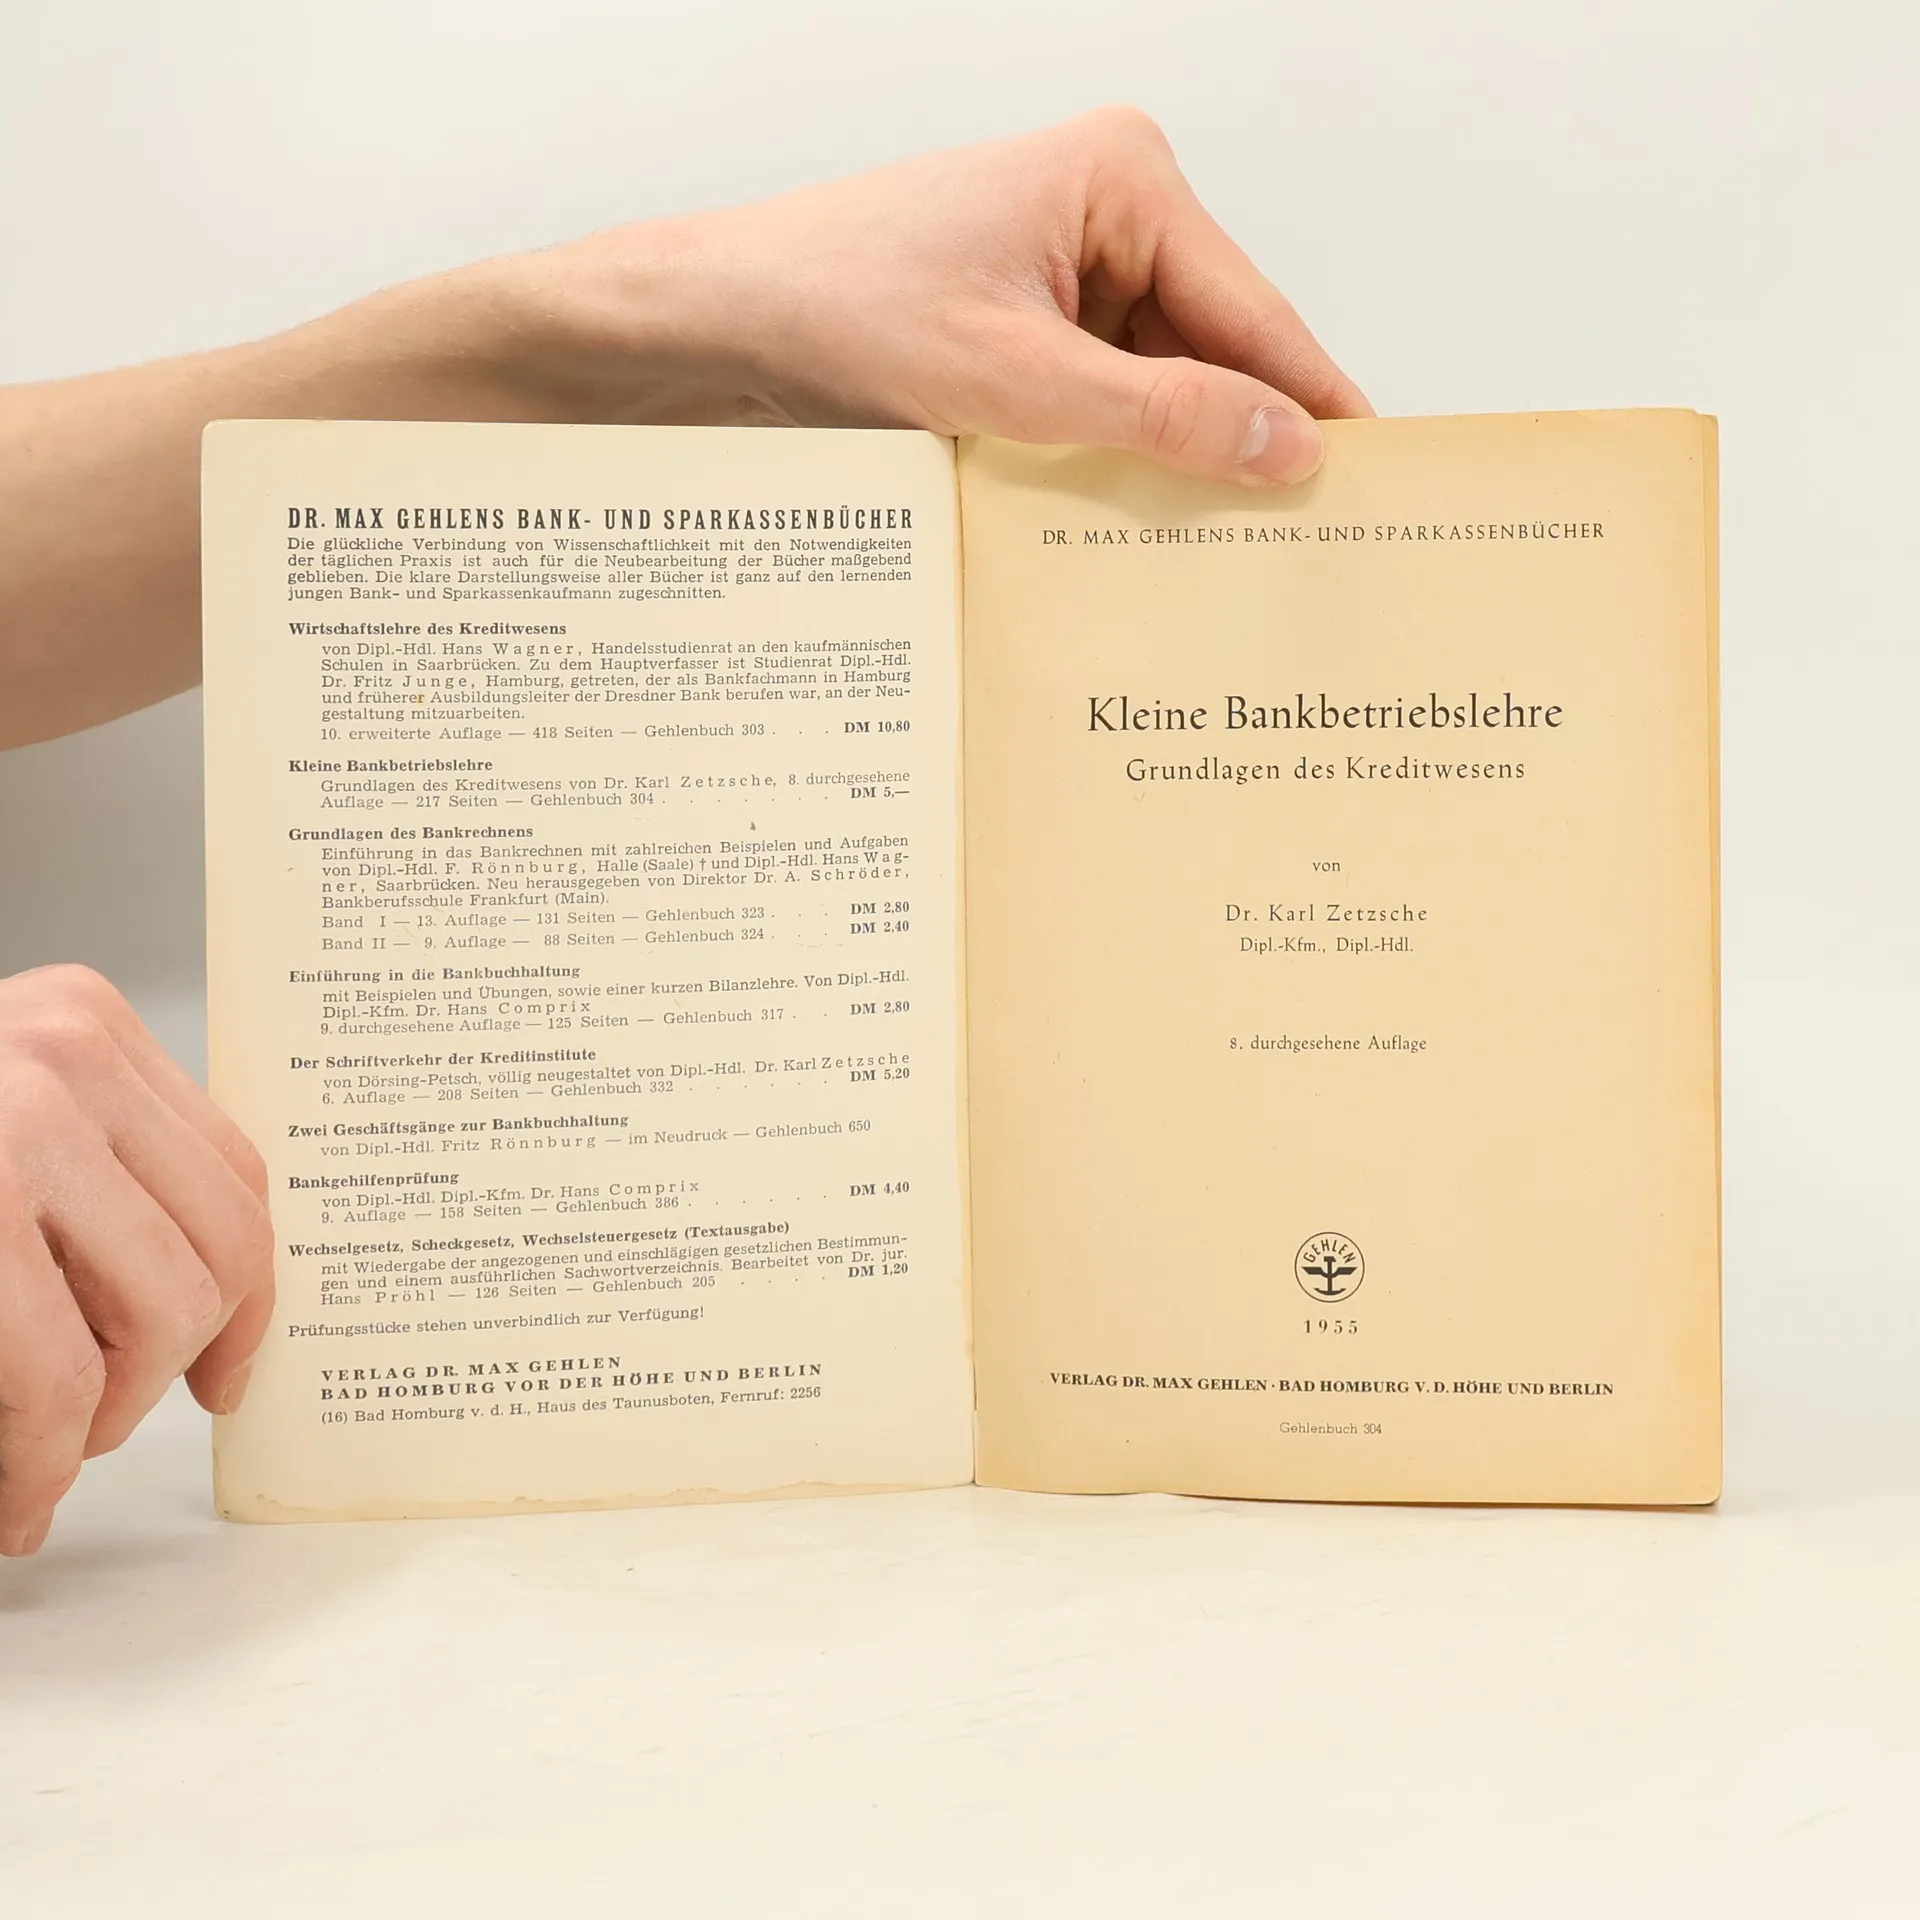 DR. MAX GEHLENS BANK- UND SPARKASSENBÜCHER
Die glückliche Verbindung von Wissenschaftlichkeit mit den Notwendigkeiten
der täglichen Praxis ist auch für die Neubearbeitung der Bücher maßgebend
geblieben. Die klare Darstellungsweise aller Bücher ist ganz auf den lernenden
jungen Bank- und Sparkassenkaufmann zugeschnitten.
Wirtschaftslehre des Kreditwesens
von Dipl.-Hdl. Hans Wagner, Handelsstudienrat an den kaufmännischen
Schulen in Saarbrücken. Zu dem Hauptverfasser ist Studienrat Dipl.-Hdl.
Dr. Fritz Junge, Hamburg, getreten, der als Bankfachmann in Hamburg
und früherer Ausbildungsleiter der Dresdner Bank berufen war, an der Neu-
gestaltung mitzuarbeiten.
10. erweiterte Auflage — 418 Seiten — Gehlenbuch 303 . . . DM 10,80
Kleine Bankbetriebslehre
Grundlagen des Kreditwesens von Dr. Karl Zetzsche, 8. durchgesehene
Auflage — 217 Seiten — Gehlenbuch 304 . . . . . . . DM 5,—
Grundlagen des Bankrechnens
Einführung in das Bankrechnen mit zahlreichen Beispielen und Aufgaben
von Dipl.-Hdl. F. Rönnburg, Halle (Saale) † und Dipl.-Hdl. Hans Wag-
ner, Saarbrücken. Neu herausgegeben von Direktor Dr. A. Schröder,
Bankberufsschule Frankfurt (Main).
Band I — 13. Auflage — 131 Seiten — Gehlenbuch 323 . . . DM 2,80
Band II — 9. Auflage — 88 Seiten — Gehlenbuch 324 . . . DM 2,40
Einführung in die Bankbuchhaltung
mit Beispielen und Übungen, sowie einer kurzen Bilanzlehre. Von Dipl.-Hdl.
Dipl.-Kfm. Dr. Hans Comprix
9. durchgesehene Auflage — 125 Seiten — Gehlenbuch 317 . . DM 2,80
Der Schriftverkehr der Kreditinstitute
von Dörsing-Petsch, völlig neugestaltet von Dipl.-Hdl. Dr. Karl Zetzsche
6. Auflage — 208 Seiten — Gehlenbuch 332 . . . . . . DM 5,20
Zwei Geschäftsgänge zur Bankbuchhaltung
von Dipl.-Hdl. Fritz Rönnburg — im Neudruck — Gehlenbuch 650
Bankgehilfenprüfung
von Dipl.-Hdl. Dipl.-Kfm. Dr. Hans Comprix
9. Auflage — 158 Seiten — Gehlenbuch 386 . . . . . . DM 4,40
Wechselgesetz, Scheckgesetz, Wechselsteuergesetz (Textausgabe)
mit Wiedergabe der angezogenen und einschlägigen gesetzlichen Bestimmun-
gen und einem ausführlichen Sachwortverzeichnis. Bearbeitet von Dr. jur.
Hans Pröhl — 126 Seiten — Gehlenbuch 205 . . . . DM 1,20
Prüfungsstücke stehen unverbindlich zur Verfügung!
VERLAG DR. MAX GEHLEN
BAD HOMBURG VOR DER HÖHE UND BERLIN
(16) Bad Homburg v. d. H., Haus des Taunusboten, Fernruf: 2256
DR. MAX GEHLENS BANK- UND SPARKASSENBÜCHER
Kleine Bankbetriebslehre
Grundlagen des Kreditwesens
von
Dr. Karl Zetzsche
Dipl.-Kfm., Dipl.-Hdl.
8. durchgesehene Auflage
GEHLEN
1955
VERLAG DR. MAX GEHLEN · BAD HOMBURG V. D. HÖHE UND BERLIN
Gehlenbuch 304